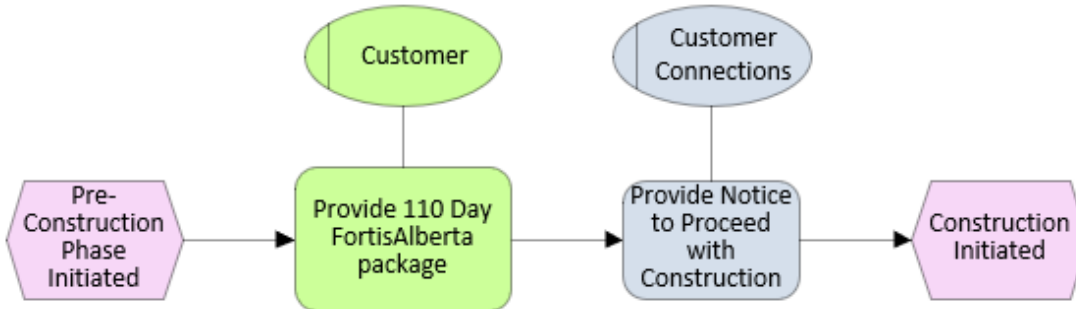 Customer
Customer
Connections
Pre-
Construction
Phase
Initiated
Provide 110 Day
FortisAlberta
package
Provide Notice
to Proceed
with
Construction
Construction
Initiated